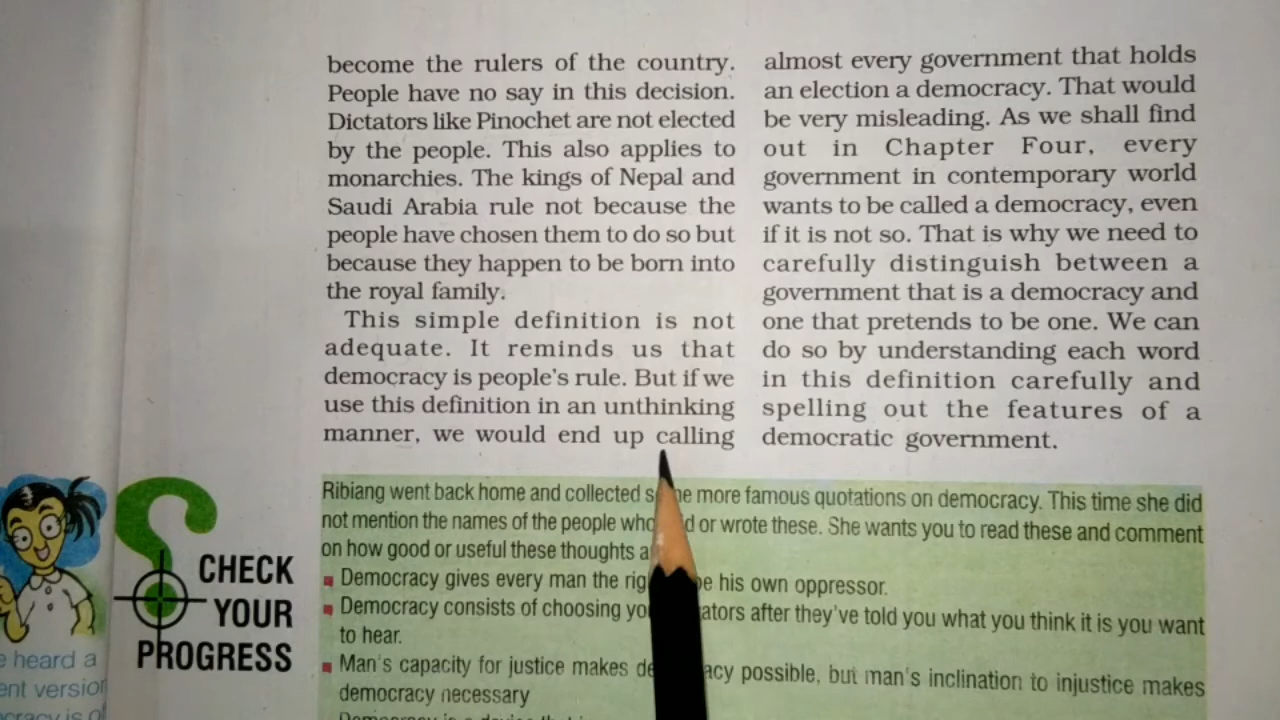 become the rulers of the country.
People have no say in this decision.
Dictators like Pinochet are not elected
by the people. This also applies to
monarchies. The kings of Nepal and
Saudi Arabia rule not because the
people have chosen them to do so but
because they happen to be born into
the royal family.
This simple definition is not
adequate. It reminds us that
democracy is people's rule. But if we
use this definition in an unthinking
manner, we would end up calling
almost every government that holds
an election a democracy. That would
be very misleading. As we shall find
out in Chapter Four, every
government in contemporary world
wants to be called a democracy, even
if it is not so. That is why we need to
carefully distinguish between a
government that is a democracy and
one that pretends to be one. We can
do so by understanding each word
in this definition carefully and
spelling out the features of a
democratic government.
CHECK
YOUR
PROGRESS
Ribiang went back home and collected more famous quotations on democracy. This time she did
not mention the names of the people or wrote these. She wants you to read these and comment
on how good or useful these thoughts
Democracy gives every man the his own oppressor.
Democracy consists of choosing after they've told you what you think it is you want
to hear.
Man's capacity for justice makes possible, but man's inclination to injustice makes
democracy necessary
heard a